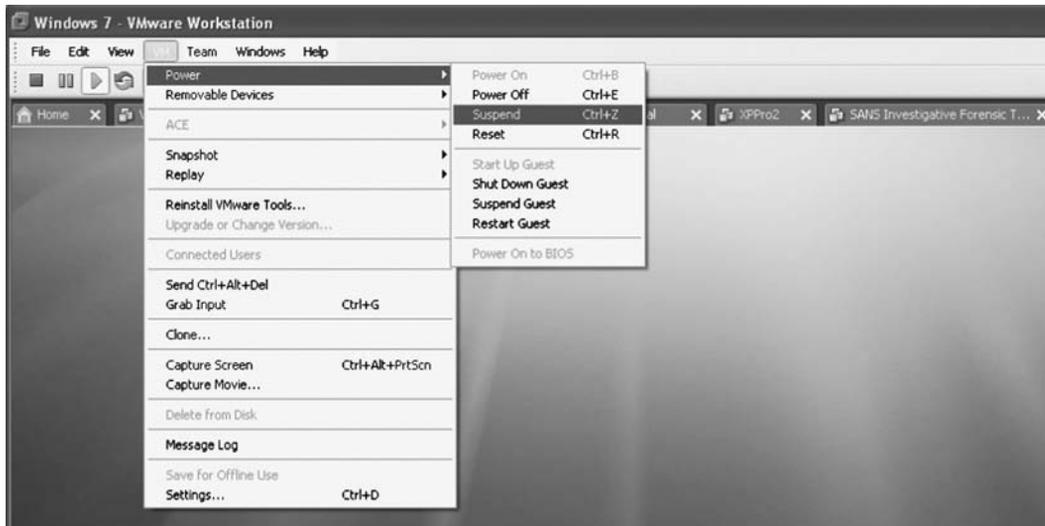 Windows 7 - VMware Workstation
File Edit View VM Team Windows Help
Home
al
XPPro2
SANS Investigative Forensic T...
Power
Removable Devices
ACE
Snapshot
Replay
Reinstall VMware Tools...
Upgrade or Change Version...
Connected Users
Send Ctrl+Alt+Del
Grab Input Ctrl+G
Clone...
Capture Screen Ctrl+Alt+PrtScn
Capture Movie...
Delete from Disk
Message Log
Save for Offline Use
Settings... Ctrl+D
Power On Ctrl+B
Power Off Ctrl+E
Suspend Ctrl+Z
Reset Ctrl+R
Start Up Guest
Shut Down Guest
Suspend Guest
Restart Guest
Power On to BIOS